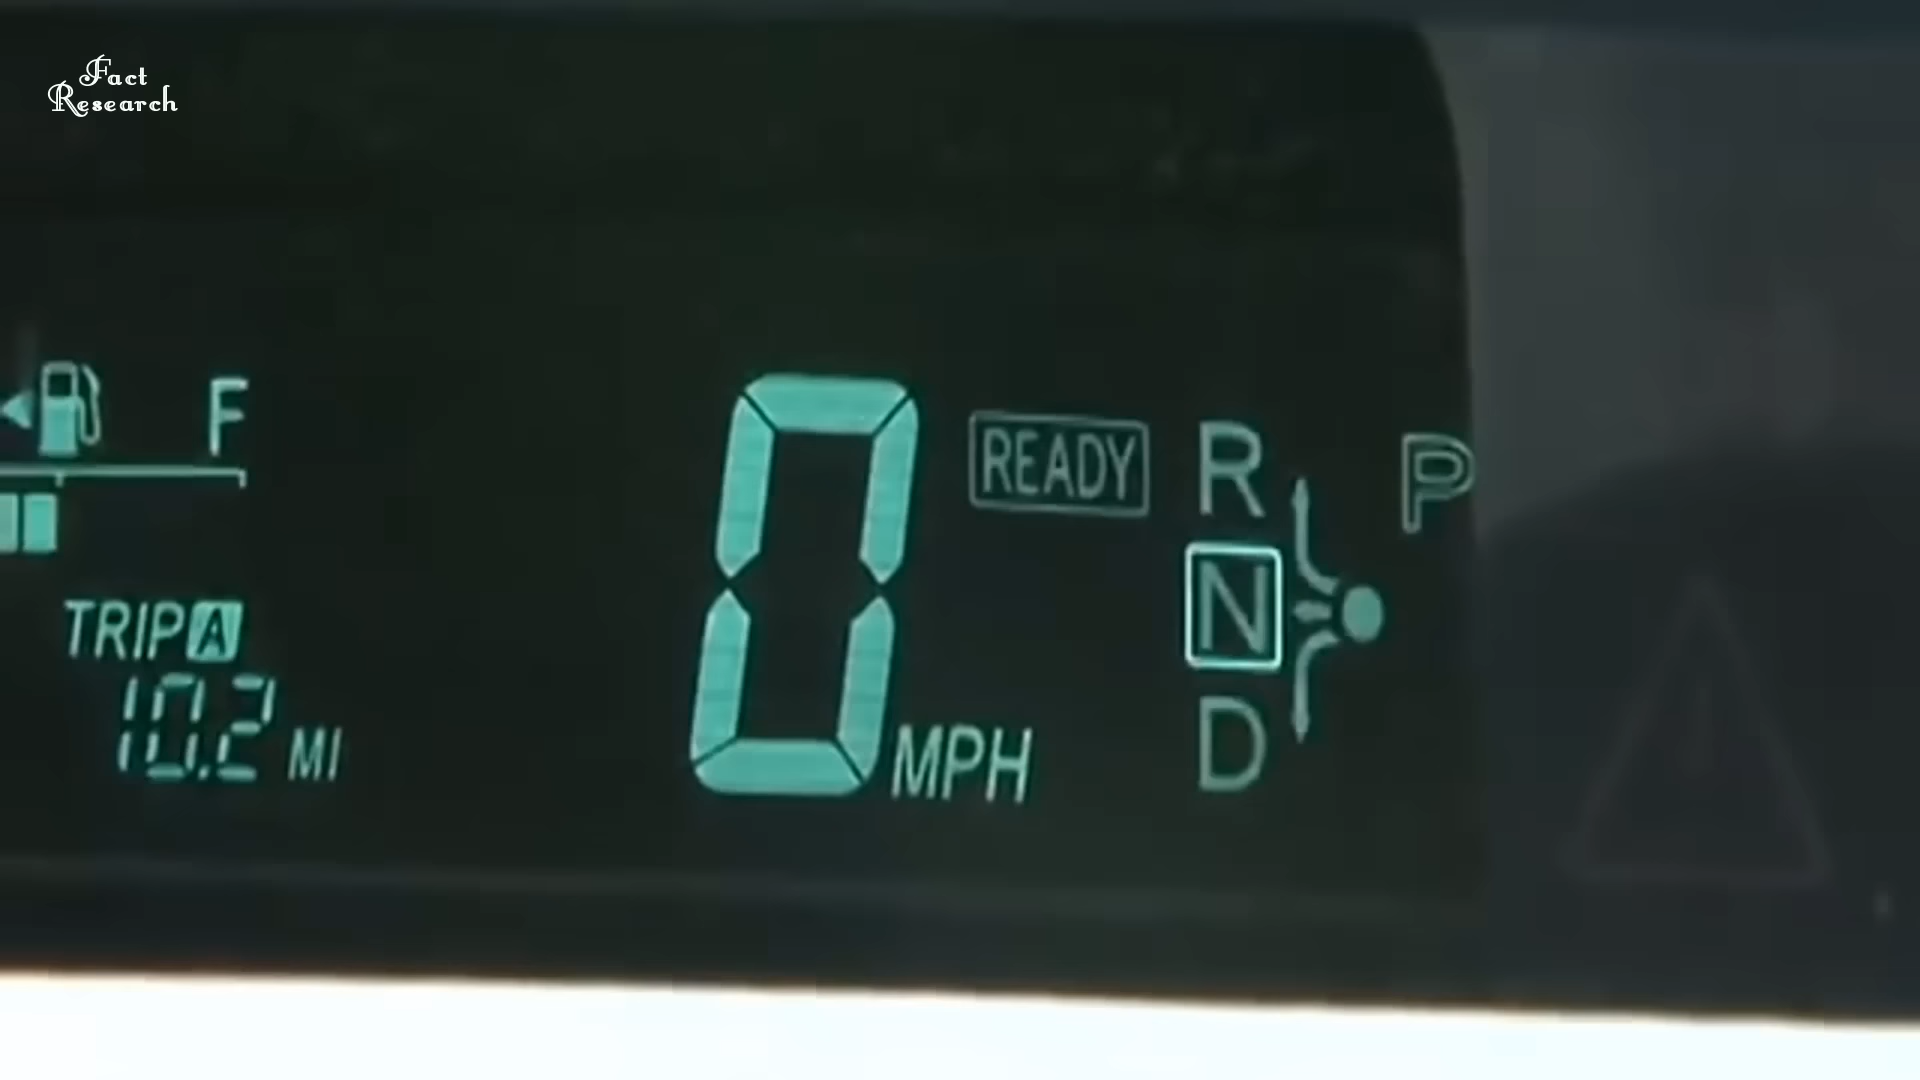 Fact
Research
F
TRIP A
10.2 MI
0 MPH
READY
R
N
D
P